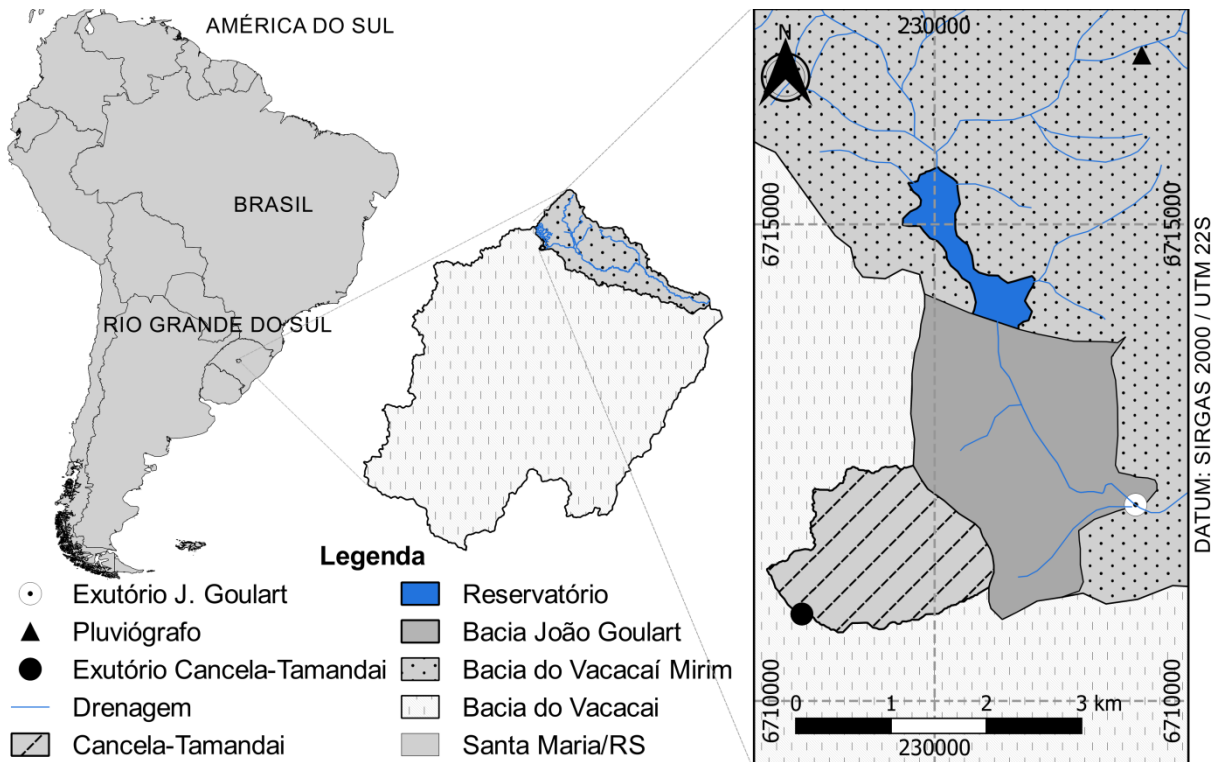 AMÉRICA DO SUL
BRASIL
RIO GRANDE DO SUL
N
230000
6715000
6715000
6710000
6710000
0 1 2 3 km
230000
DATUM: SIRGAS 2000 / UTM 22S
Legenda
Exutório J. Goulart
Pluviógrafo
Exutório Cancela-Tamandai
Drenagem
Cancela-Tamandai
Reservatório
Bacia João Goulart
Bacia do Vacacaí Mirim
Bacia do Vacacai
Santa Maria/RS